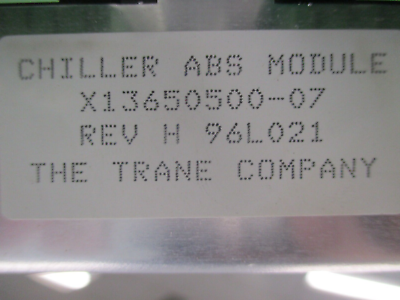 CHILLER ABS MODULE
X13650500-07
REV H 96L021
THE TRANE COMPANY